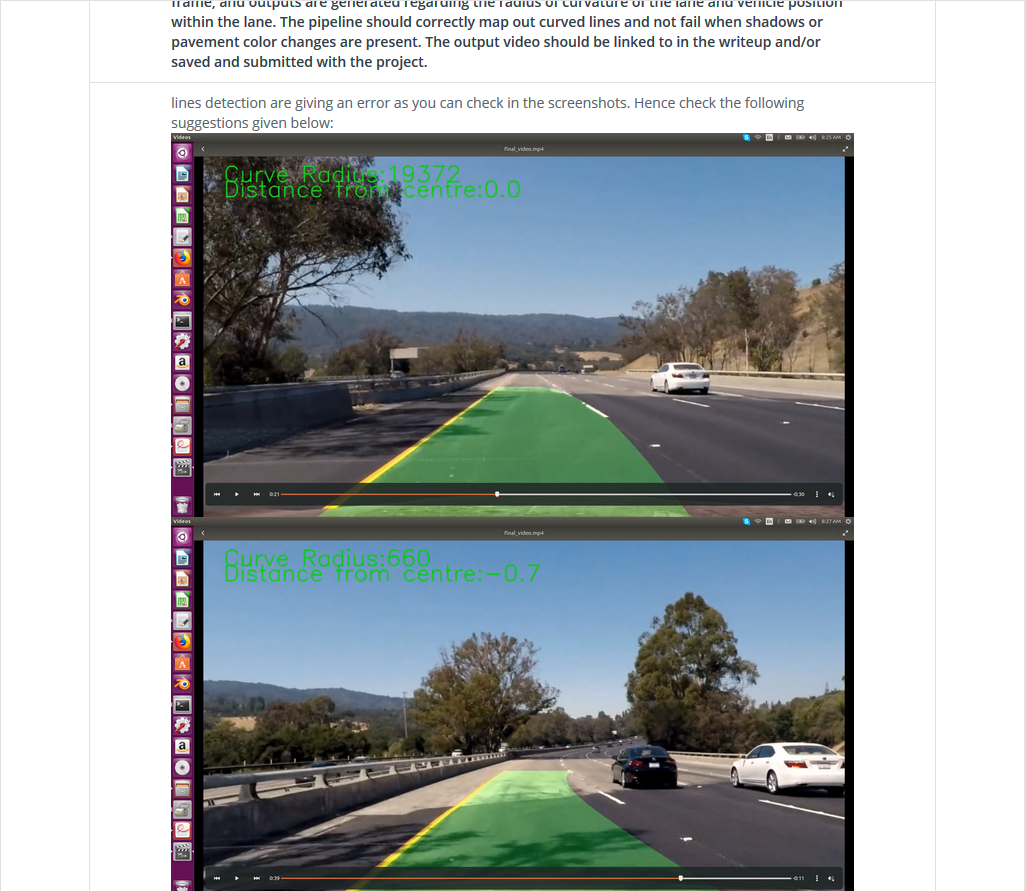 frame, and outputs are generated regarding the radius of curvature of the lane and vehicle position
within the lane. The pipeline should correctly map out curved lines and not fail when shadows or
pavement color changes are present. The output video should be linked to in the writeup and/or
saved and submitted with the project.
lines detection are giving an error as you can check in the screenshots. Hence check the following
suggestions given below:
Videos
8:25 AM
final_video.mp4
Curve Radius:19372
Distance from centre:0.0
0:21
-0:30
Videos
8:27 AM
final_video.mp4
Curve Radius:660
Distance from centre:-0.7
0:39
-0:11